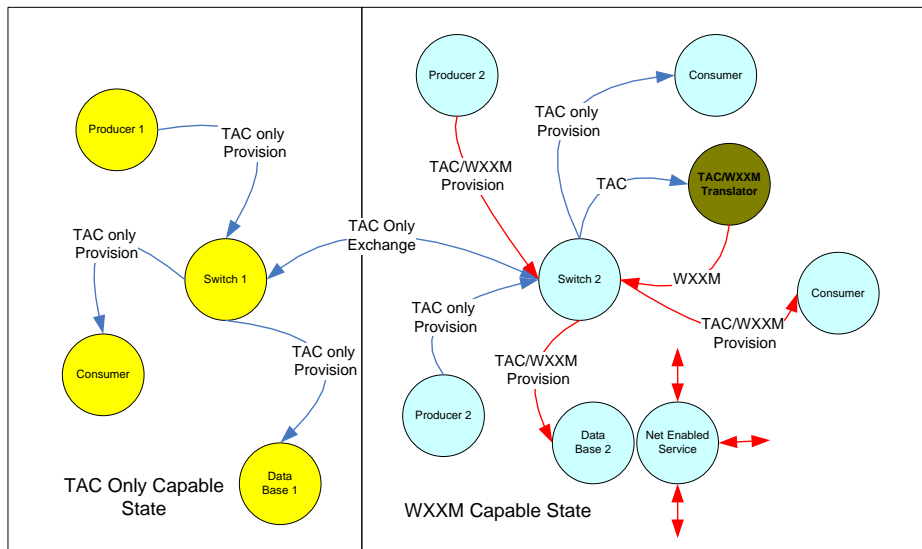 Producer 1
TAC only
Provision
TAC only
Provision
Switch 1
Consumer
TAC only
Provision
Data
Base 1
TAC Only Capable
State
TAC Only
Exchange
Producer 2
TAC/WXXM
Provision
TAC only
Provision
Consumer
TAC
TAC/WXXM
Translator
WXXM
Switch 2
Consumer
TAC/WXXM
Provision
TAC only
Provision
TAC/WXXM
Provision
Producer 2
Data
Base 2
Net Enabled
Service
WXXM Capable State